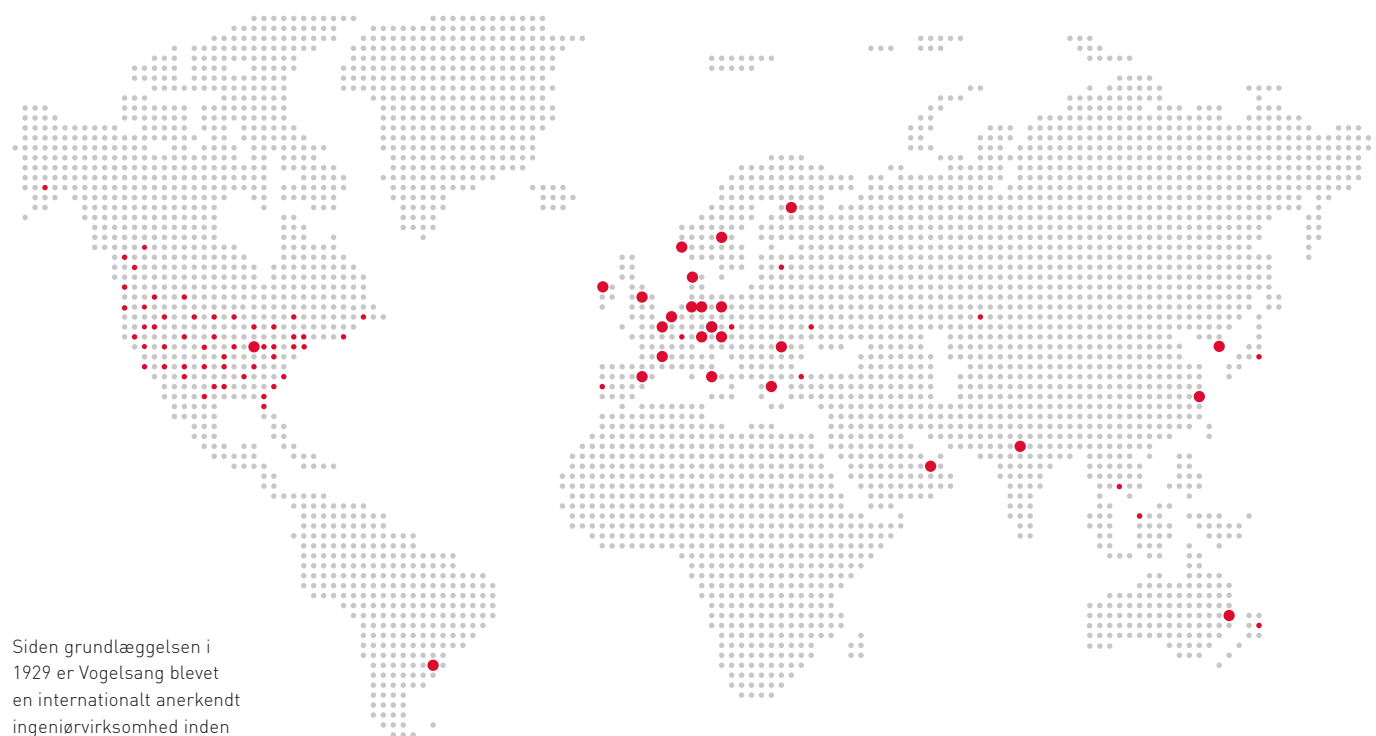 Siden grundlæggelsen i
1929 er Vogelsang blevet
en internationalt anerkendt
ingeniørvirksomhed inden